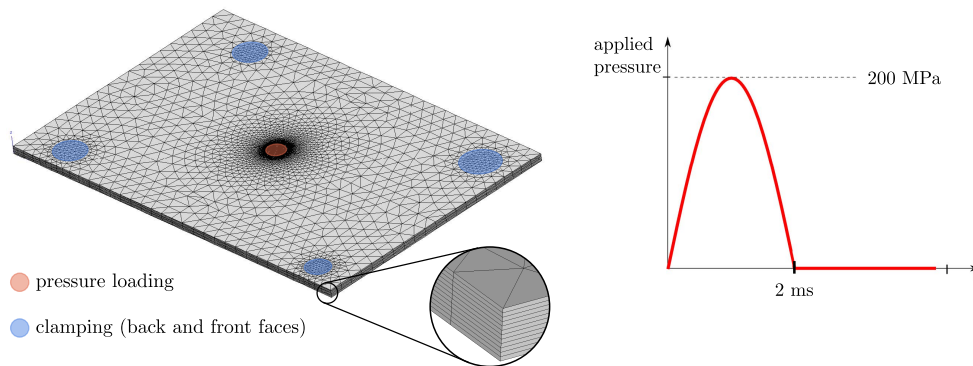 pressure loading
clamping (back and front faces)
applied
pressure
200 MPa
2 ms